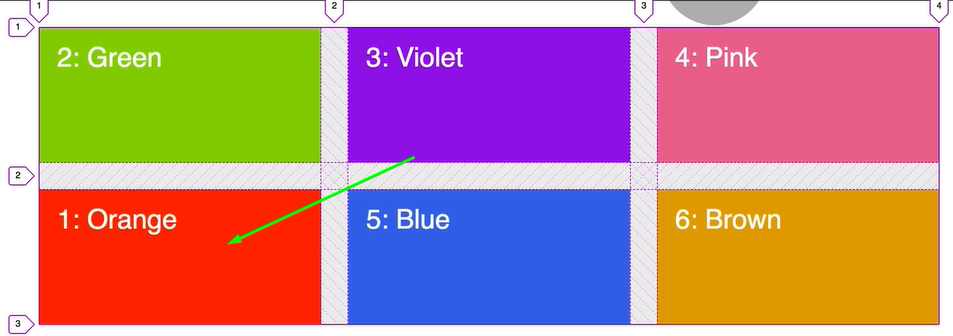 1
2
3
4
1
2: Green
3: Violet
4: Pink
2
1: Orange
5: Blue
6: Brown
3